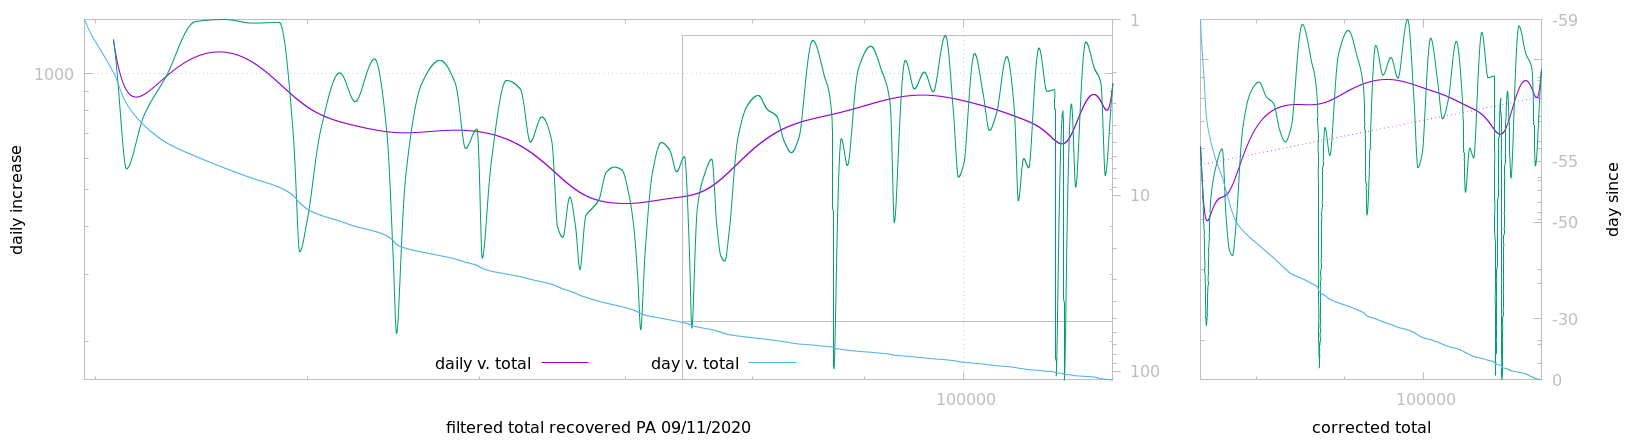 1000
daily increase
daily v. total
day v. total
1
10
100
100000
filtered total recovered PA 09/11/2020
-59
-55
-50
-30
0
day since
100000
corrected total